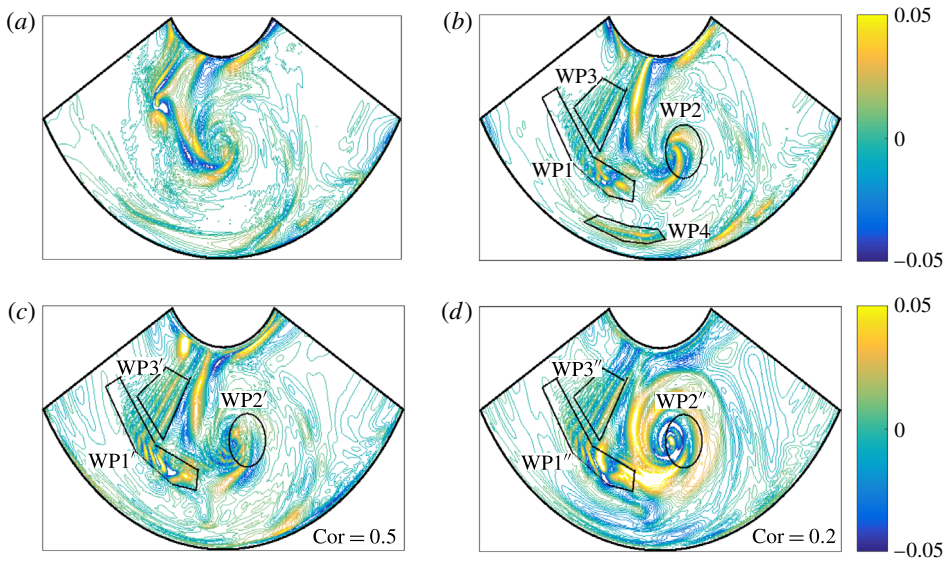 (a)
(b)
WP3
WP2
WP1
WP4
0.05
0
−0.05
(c)
WP3′
WP2′
WP1′
Cor = 0.5
(d)
WP3″
WP2″
WP1″
Cor = 0.2
0.05
0
−0.05